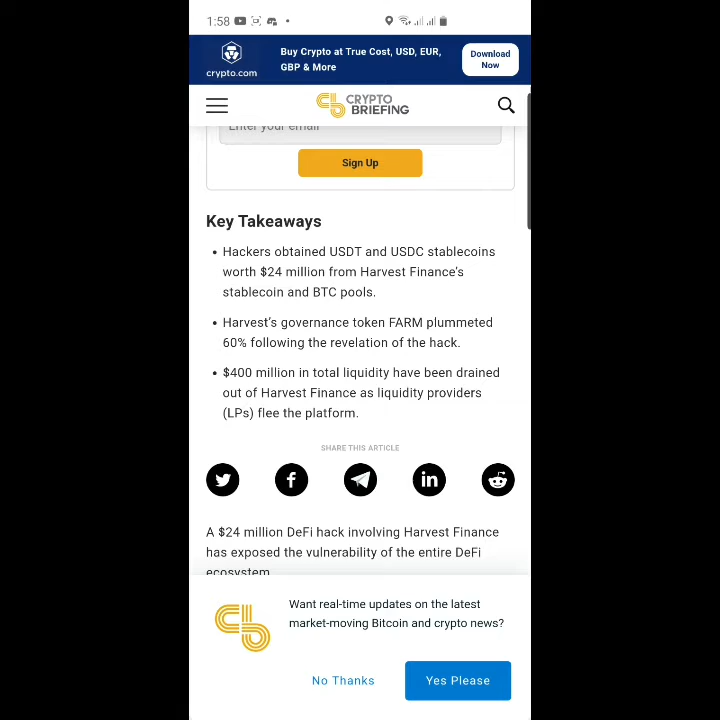 1:58
Buy Crypto at True Cost, USD, EUR,
GBP & More
Download
Now
crypto.com
CRYPTO
BRIEFING
Enter your email
Sign Up
Key Takeaways
• Hackers obtained USDT and USDC stablecoins
worth $24 million from Harvest Finance's
stablecoin and BTC pools.
• Harvest’s governance token FARM plummeted
60% following the revelation of the hack.
• $400 million in total liquidity have been drained
out of Harvest Finance as liquidity providers
(LPs) flee the platform.
SHARE THIS ARTICLE
A $24 million DeFi hack involving Harvest Finance
has exposed the vulnerability of the entire DeFi
ecosystem
Want real-time updates on the latest
market-moving Bitcoin and crypto news?
No Thanks
Yes Please